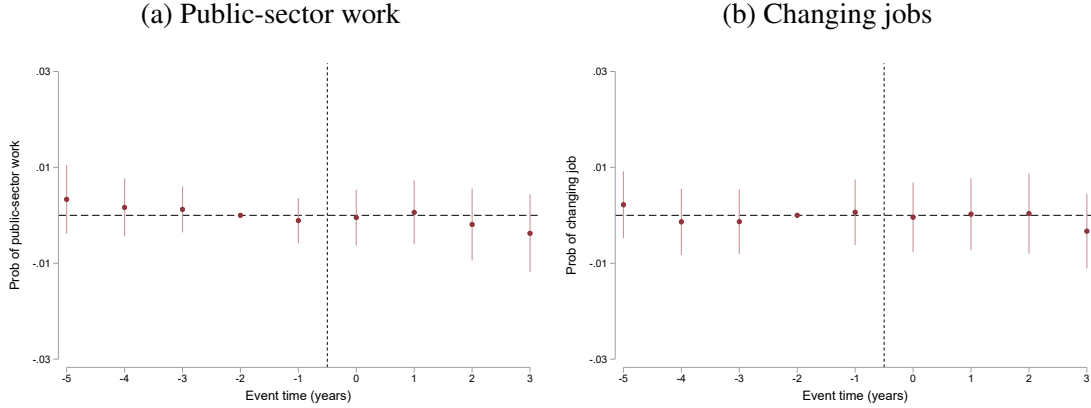 (a) Public-sector work
.03
.01
-.01
-.03
Prob of public-sector work
-5 -4 -3 -2 -1 0 1 2 3
Event time (years)
(b) Changing jobs
.03
.01
-.01
-.03
Prob of changing job
-5 -4 -3 -2 -1 0 1 2 3
Event time (years)